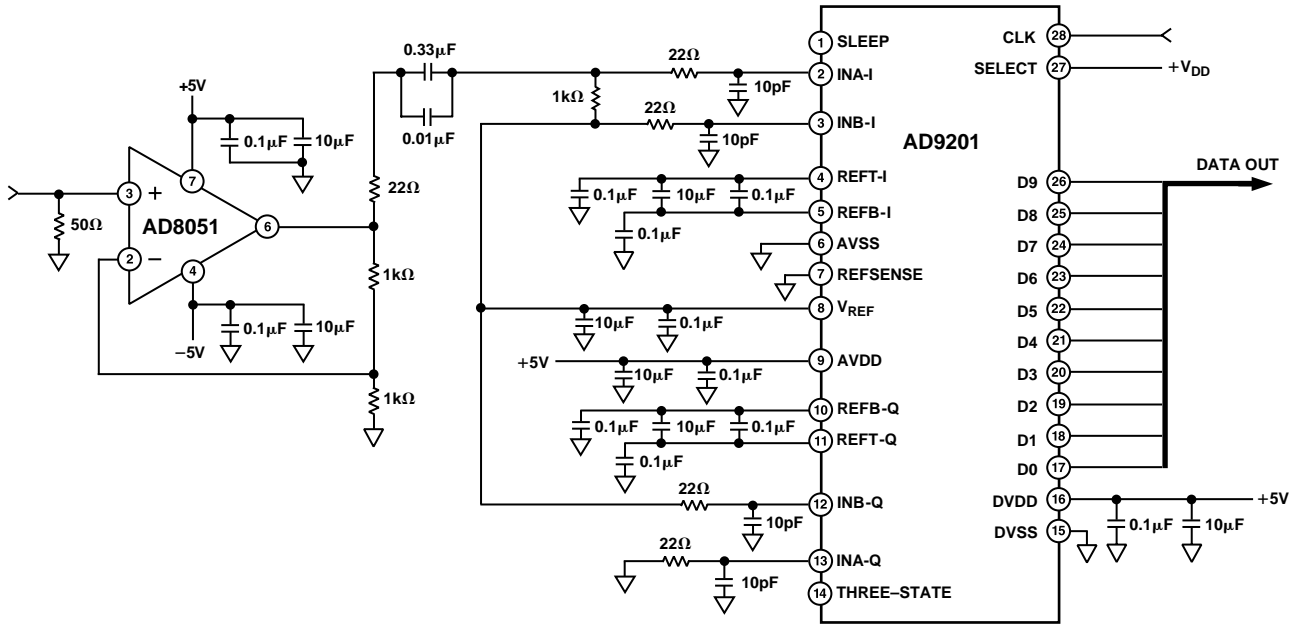 +5V
0.1µF
10µF
3
+
7
AD8051
6
2
−
4
50Ω
0.1µF
10µF
−5V
22Ω
1kΩ
1kΩ
0.33µF
0.01µF
1kΩ
22Ω
10pF
22Ω
10pF
0.1µF
10µF
0.1µF
0.1µF
10µF
0.1µF
+5V
10µF
0.1µF
0.1µF
10µF
0.1µF
0.1µF
22Ω
10pF
22Ω
10pF
AD9201
1 SLEEP
2 INA-I
3 INB-I
4 REFT-I
5 REFB-I
6 AVSS
7 REFSENSE
8 VREF
9 AVDD
10 REFB-Q
11 REFT-Q
12 INB-Q
13 INA-Q
14 THREE–STATE
CLK 28
SELECT 27
+VDD
DATA OUT
D9 26
D8 25
D7 24
D6 23
D5 22
D4 21
D3 20
D2 19
D1 18
D0 17
DVDD 16
+5V
DVSS 15
0.1µF
10µF